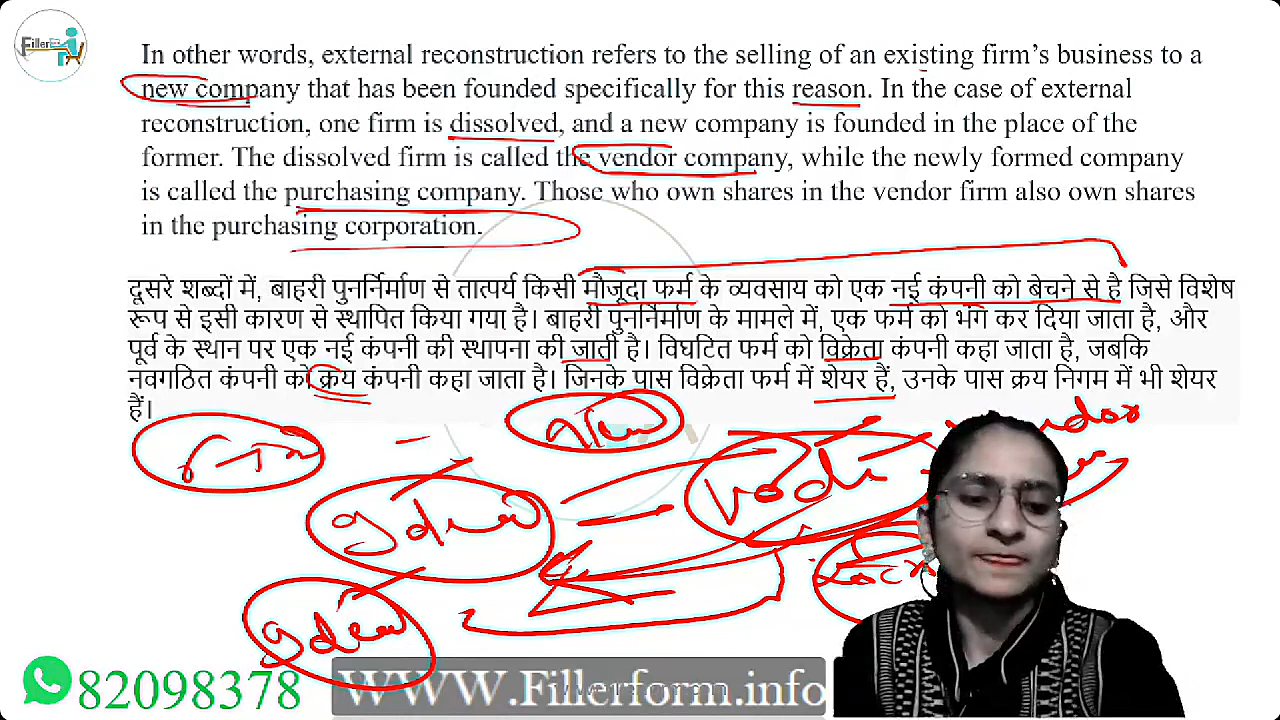 Fillerform
In other words, external reconstruction refers to the selling of an existing firm's business to a
new company that has been founded specifically for this reason. In the case of external
reconstruction, one firm is dissolved, and a new company is founded in the place of the
former. The dissolved firm is called the vendor company, while the newly formed company
is called the purchasing company. Those who own shares in the vendor firm also own shares
in the purchasing corporation.
दूसरे शब्दों में, बाहरी पुनर्निर्माण से तात्पर्य किसी मौजूदा फर्म के व्यवसाय को एक नई कंपनी को बेचने से है जिसे विशेष
रूप से इसी कारण से स्थापित किया गया है। बाहरी पुनर्निर्माण के मामले में, एक फर्म को भंग कर दिया जाता है, और
पूर्व के स्थान पर एक नई कंपनी की स्थापना की जाती है। विघटित फर्म को विक्रेता कंपनी कहा जाता है, जबकि
नवगठित कंपनी को क्रय कंपनी कहा जाता है। जिनके पास विक्रेता फर्म में शेयर हैं, उनके पास क्रय निगम में भी शेयर
हैं।
82098378
WWW.Fillerform.info